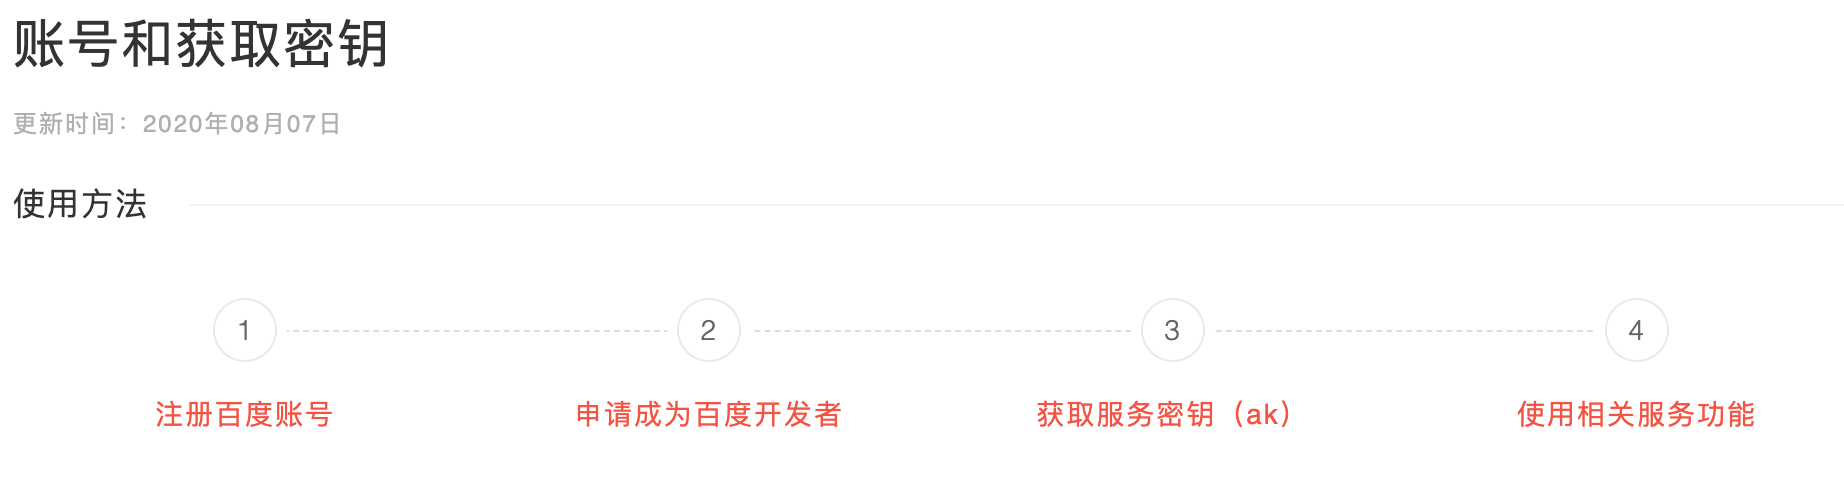 账号和获取密钥
更新时间：2020年08月07日
使用方法
1
2
3
4
注册百度账号
申请成为百度开发者
获取服务密钥（ak）
使用相关服务功能